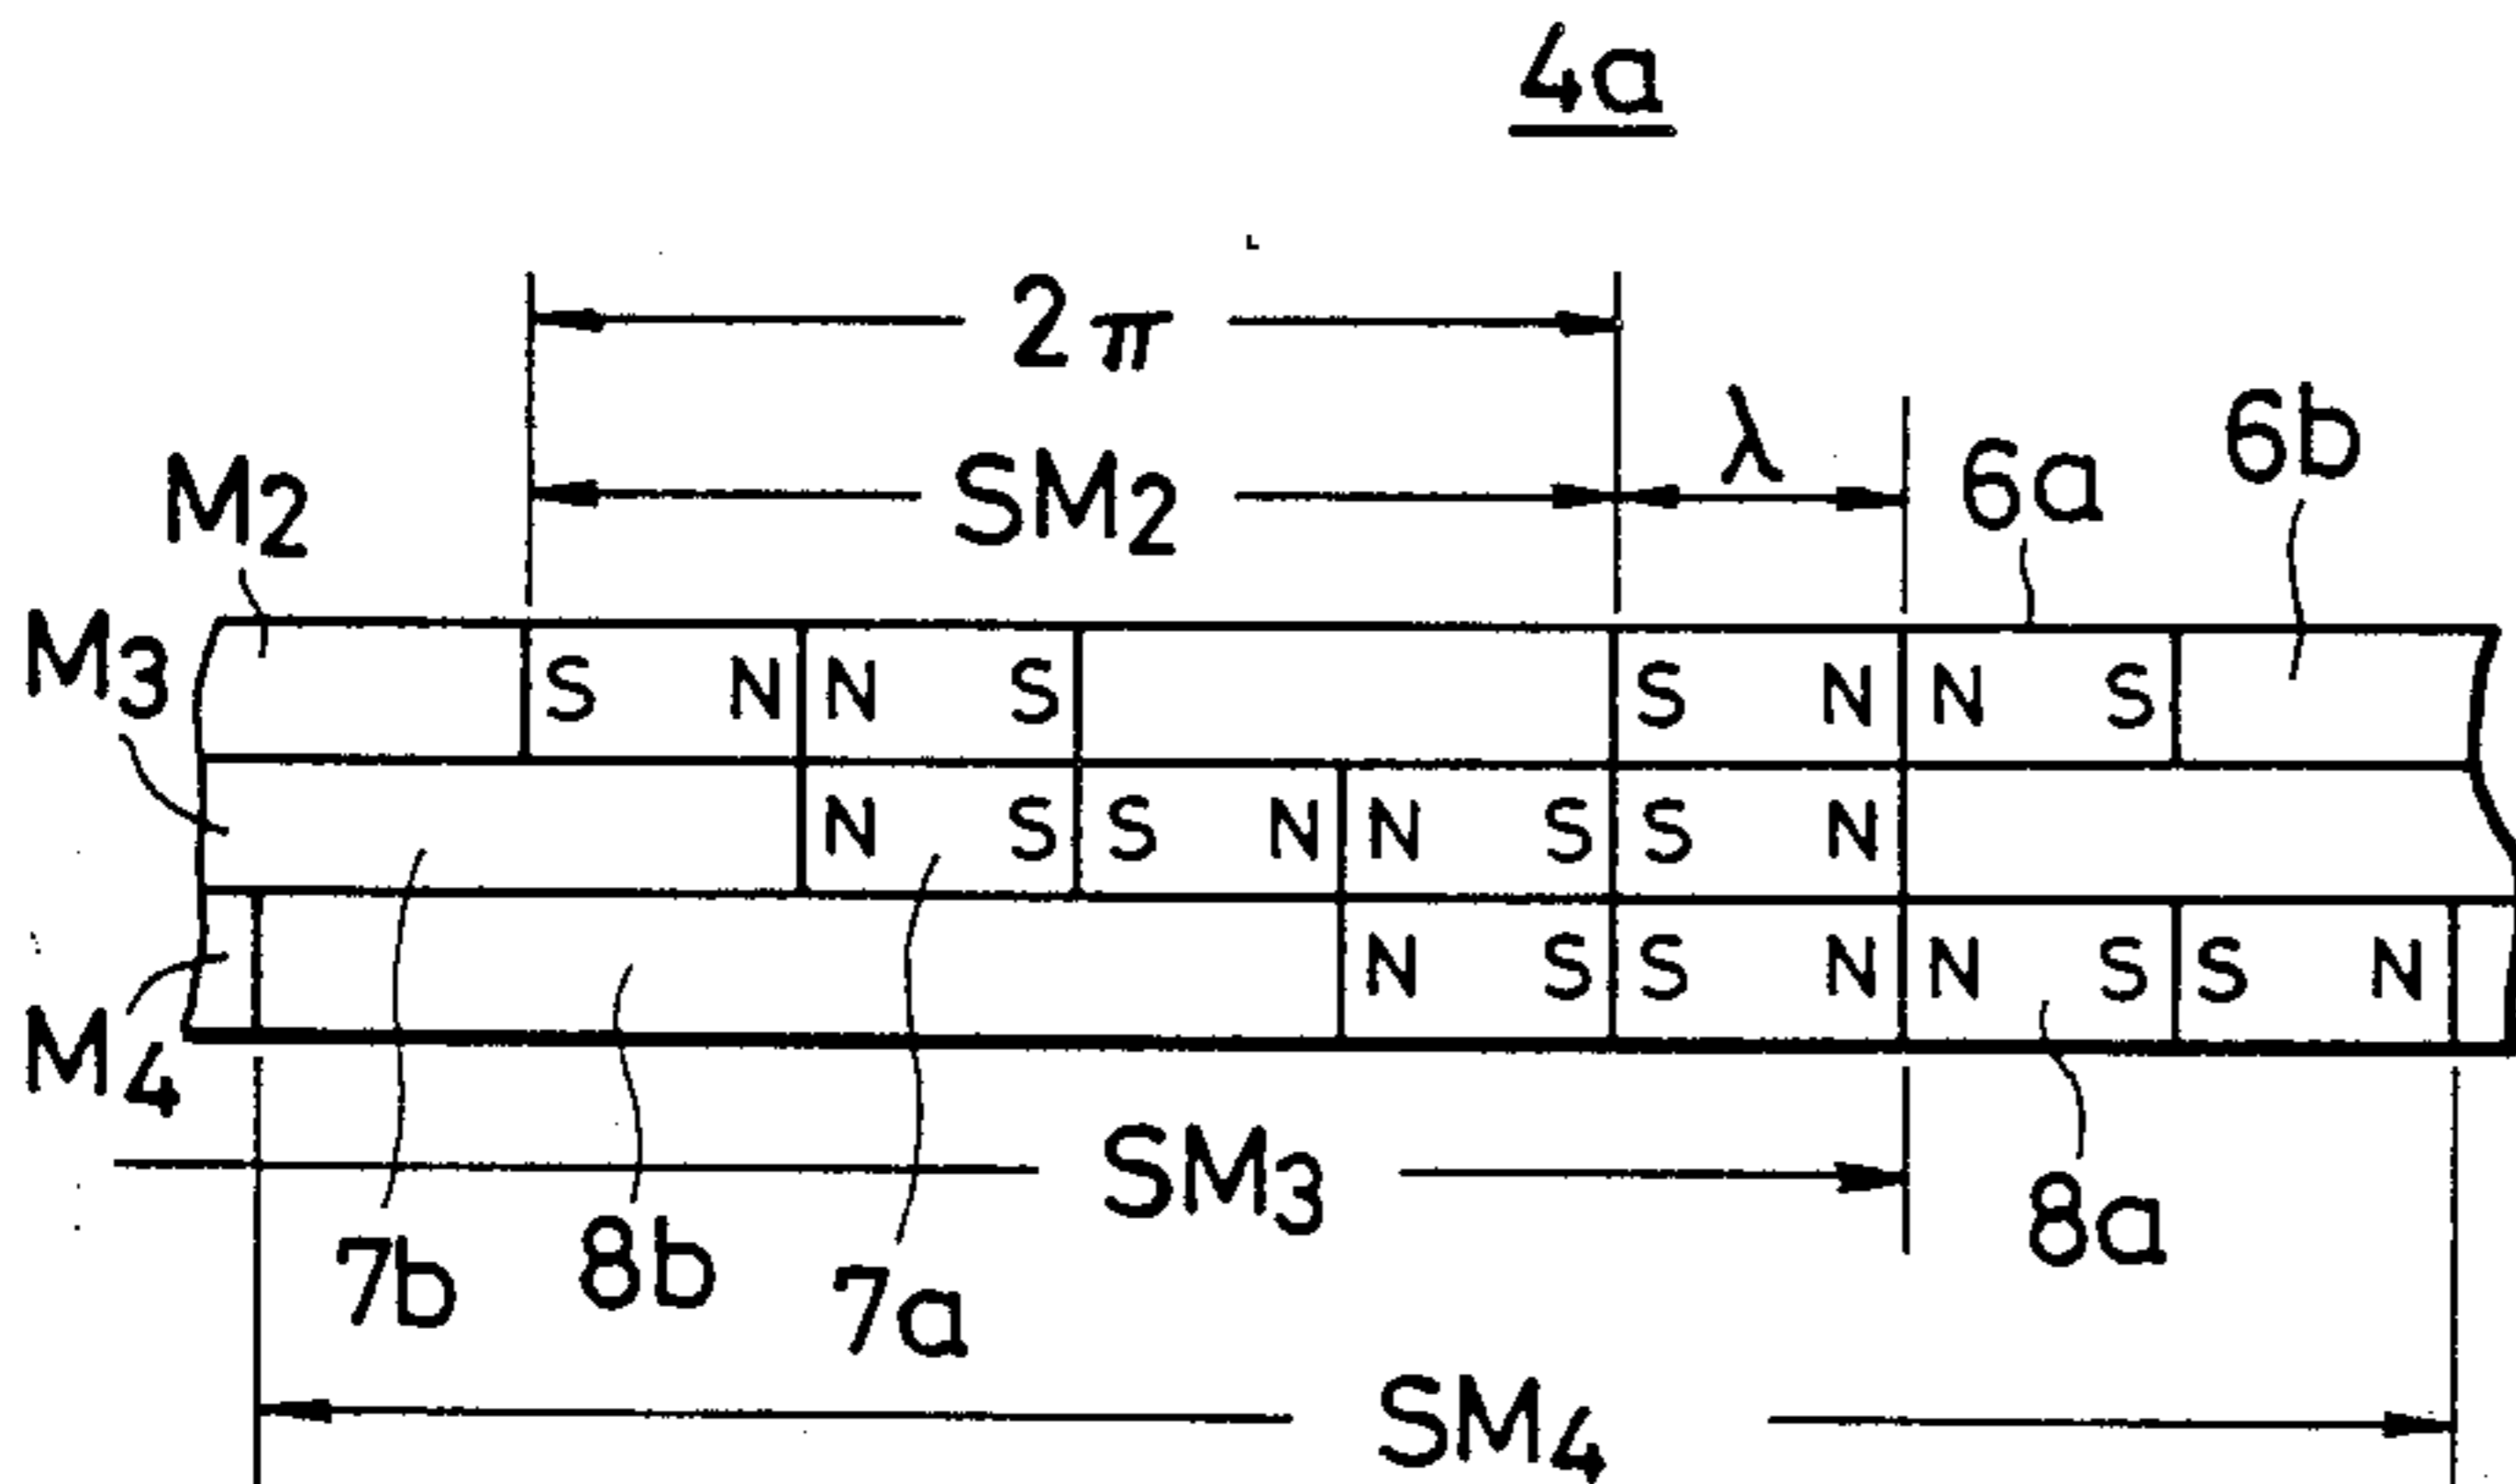 4a
2π
λ
6a
6b
M2
SM2
M3
S N N S S N N S
N S S N N S S N
N S S N N S S N
M4
SM3
7b
8b
7a
8a
SM4